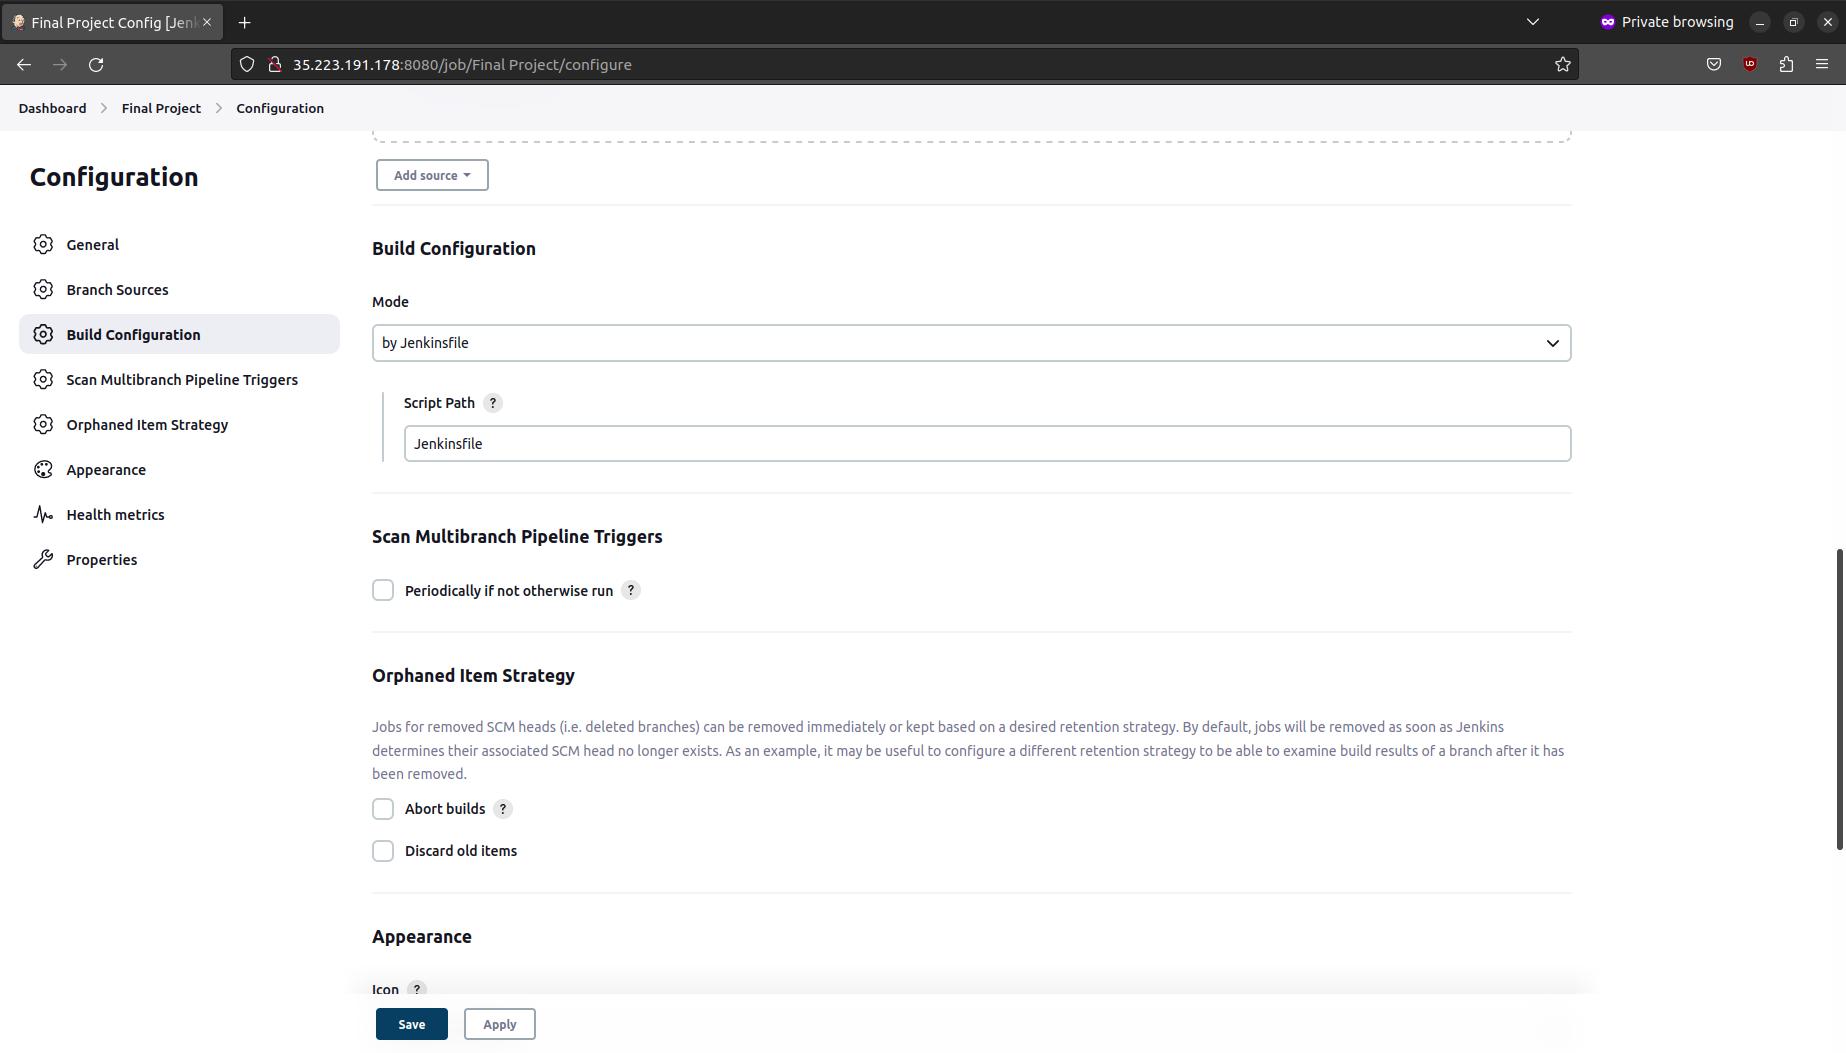 Final Project Config [Jen
Private browsing
35.223.191.178:8080/job/Final Project/configure
Dashboard > Final Project > Configuration
Configuration
General
Branch Sources
Build Configuration
Scan Multibranch Pipeline Triggers
Orphaned Item Strategy
Appearance
Health metrics
Properties
Add source
Build Configuration
Mode
by Jenkinsfile
Script Path ?
Jenkinsfile
Scan Multibranch Pipeline Triggers
Periodically if not otherwise run ?
Orphaned Item Strategy
Jobs for removed SCM heads (i.e. deleted branches) can be removed immediately or kept based on a desired retention strategy. By default, jobs will be removed as soon as Jenkins
determines their associated SCM head no longer exists. As an example, it may be useful to configure a different retention strategy to be able to examine build results of a branch after it has
been removed.
Abort builds ?
Discard old items
Appearance
Icon ?
Save
Apply